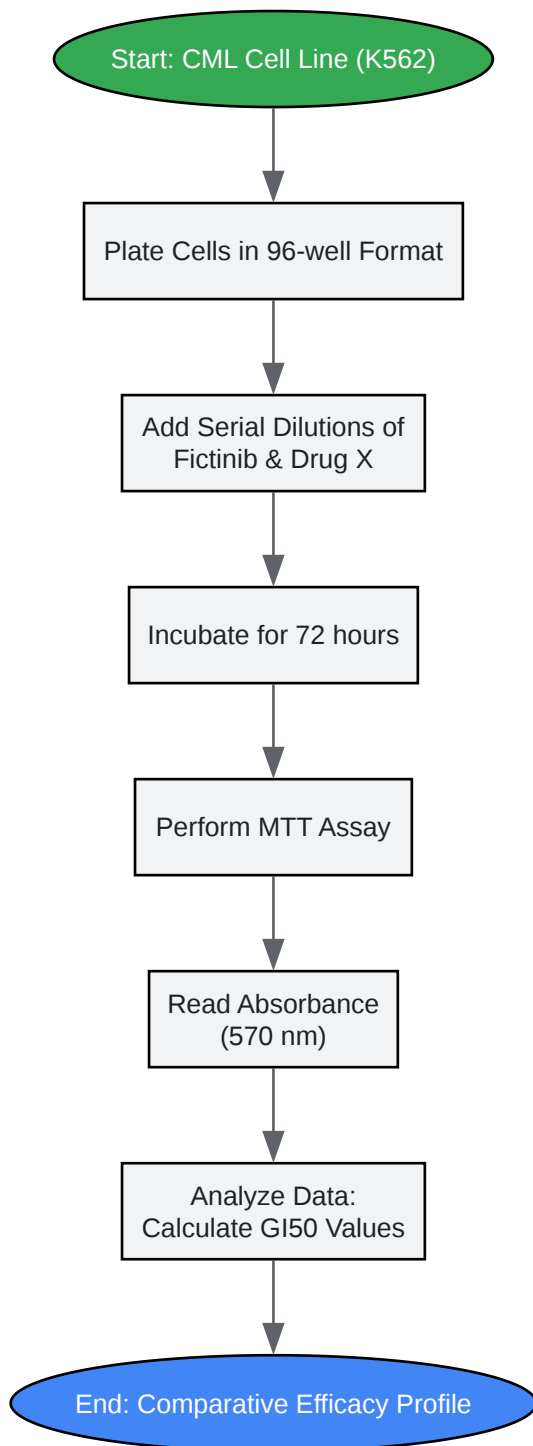 Start: CML Cell Line (K562)
Plate Cells in 96-well Format
Add Serial Dilutions of
Fictinib & Drug X
Incubate for 72 hours
Perform MTT Assay
Read Absorbance
(570 nm)
Analyze Data:
Calculate GI50 Values
End: Comparative Efficacy Profile